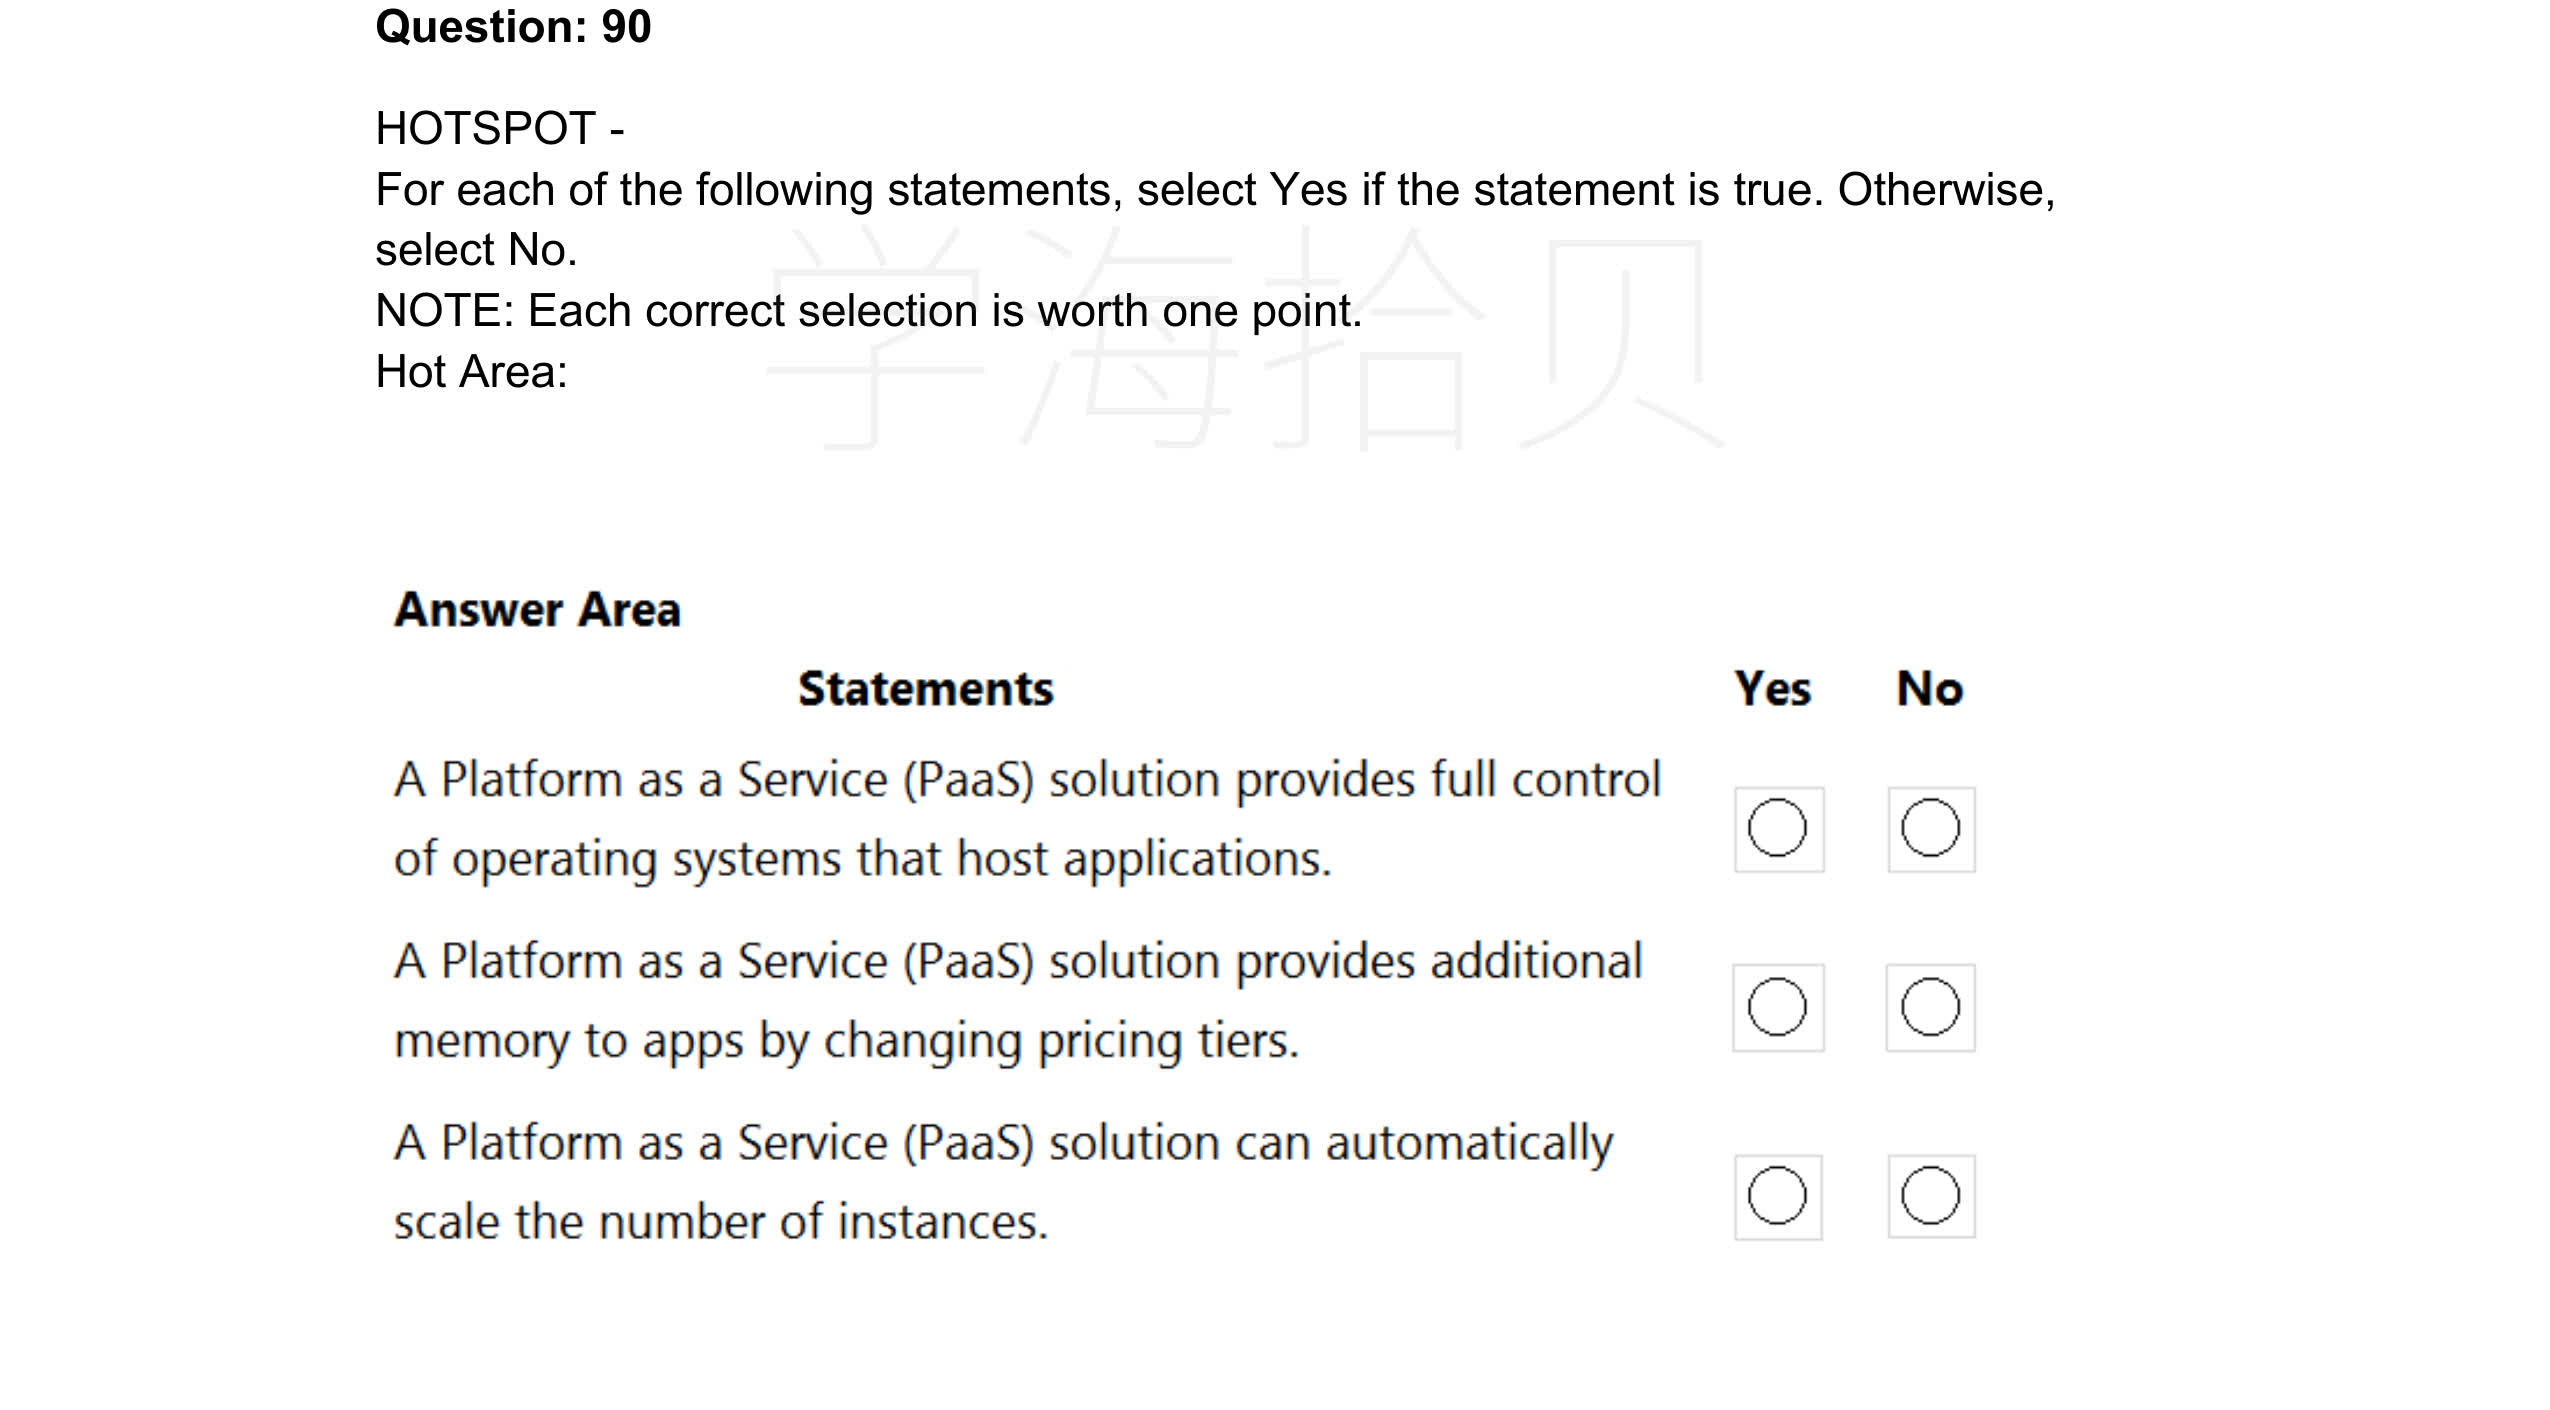 Question: 90
HOTSPOT -
For each of the following statements, select Yes if the statement is true. Otherwise,
select No.
NOTE: Each correct selection is worth one point.
Hot Area:
学海拾贝
Answer Area
Statements Yes No
A Platform as a Service (PaaS) solution provides full control
of operating systems that host applications.
A Platform as a Service (PaaS) solution provides additional
memory to apps by changing pricing tiers.
A Platform as a Service (PaaS) solution can automatically
scale the number of instances.